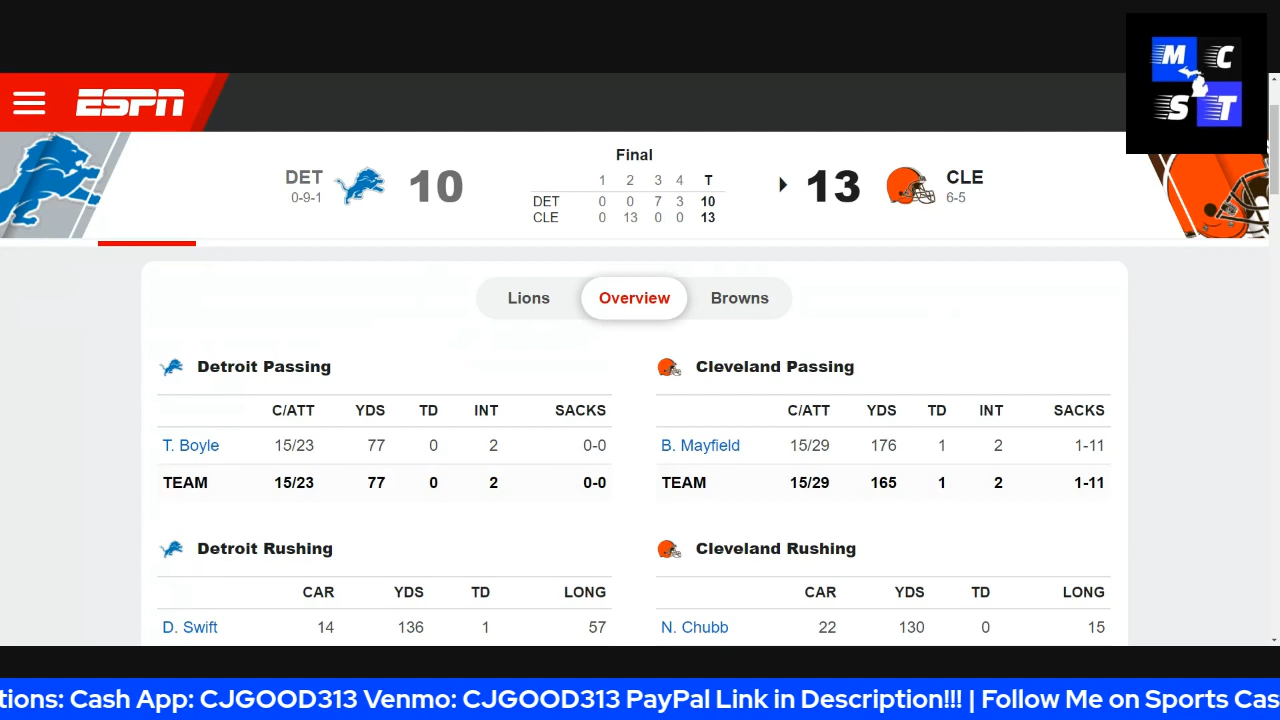 M C
S T
ESPN
Final
DET 10 1 2 3 4 T 13 CLE
0-9-1 DET 0 0 7 3 10 6-5
CLE 0 13 0 0 13
Lions Overview Browns
Detroit Passing
C/ATT YDS TD INT SACKS
T. Boyle 15/23 77 0 2 0-0
TEAM 15/23 77 0 2 0-0
Cleveland Passing
C/ATT YDS TD INT SACKS
B. Mayfield 15/29 176 1 2 1-11
TEAM 15/29 165 1 2 1-11
Detroit Rushing
CAR YDS TD LONG
D. Swift 14 136 1 57
Cleveland Rushing
CAR YDS TD LONG
N. Chubb 22 130 0 15
tions: Cash App: CJGOOD313 Venmo: CJGOOD313 PayPal Link in Description!!! | Follow Me on Sports Cas